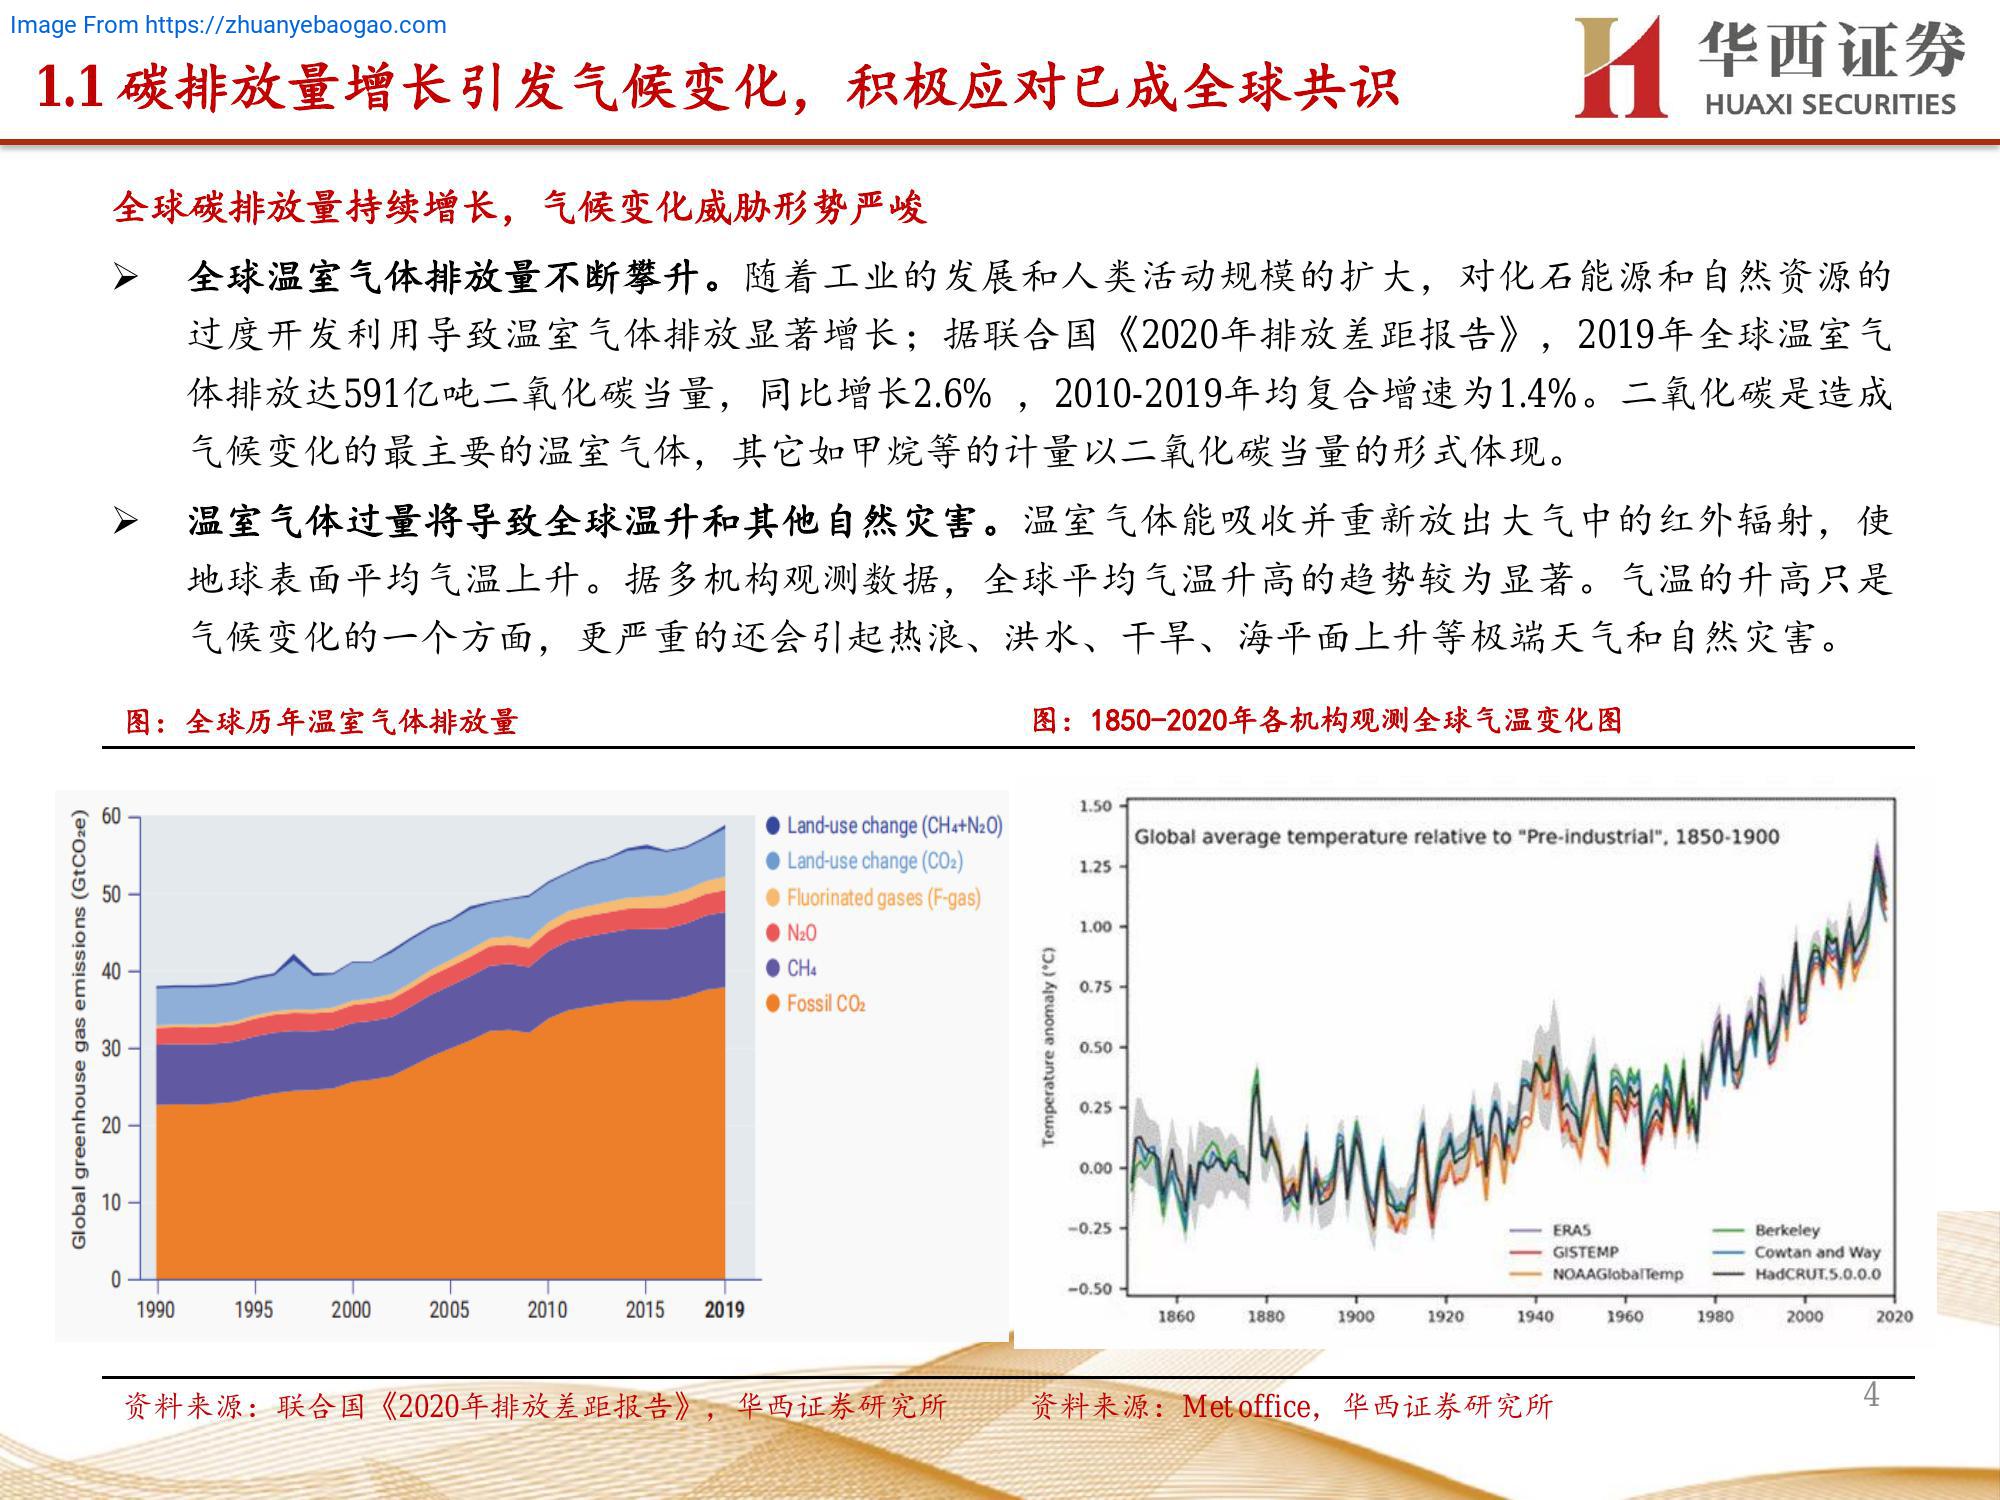 Image From https://zhuanyebaogao.com
1.1 碳排放量增长引发气候变化，积极应对已成全球共识
华西证券
HUAXI SECURITIES
全球碳排放量持续增长，气候变化威胁形势严峻
➢ 全球温室气体排放量不断攀升。随着工业的发展和人类活动规模的扩大，对化石能源和自然资源的
过度开发利用导致温室气体排放显著增长；据联合国《2020年排放差距报告》，2019年全球温室气
体排放达591亿吨二氧化碳当量，同比增长2.6% ，2010-2019年均复合增速为1.4%。二氧化碳是造成
气候变化的最主要的温室气体，其它如甲烷等的计量以二氧化碳当量的形式体现。
➢ 温室气体过量将导致全球温升和其他自然灾害。温室气体能吸收并重新放出大气中的红外辐射，使
地球表面平均气温上升。据多机构观测数据，全球平均气温升高的趋势较为显著。气温的升高只是
气候变化的一个方面，更严重的还会引起热浪、洪水、干旱、海平面上升等极端天气和自然灾害。
图：全球历年温室气体排放量
Global greenhouse gas emissions (GtCO₂e)
60
50
40
30
20
10
0
1990 1995 2000 2005 2010 2015 2019
Land-use change (CH₄+N₂O)
Land-use change (CO₂)
Fluorinated gases (F-gas)
N₂O
CH₄
Fossil CO₂
图：1850-2020年各机构观测全球气温变化图
Global average temperature relative to "Pre-industrial", 1850-1900
Temperature anomaly (°C)
1.50
1.25
1.00
0.75
0.50
0.25
0.00
−0.25
−0.50
1860 1880 1900 1920 1940 1960 1980 2000 2020
ERA5
GISTEMP
NOAAGlobalTemp
Berkeley
Cowtan and Way
HadCRUT.5.0.0.0
资料来源：联合国《2020年排放差距报告》，华西证券研究所
资料来源：Met office，华西证券研究所
4